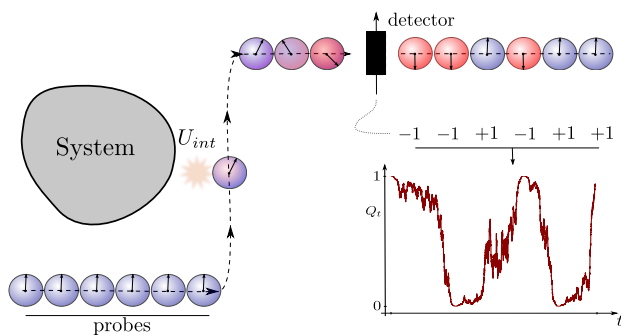 detector
U_int
System
-1 -1 +1 -1 +1 +1
1
Q_t
0
t
probes